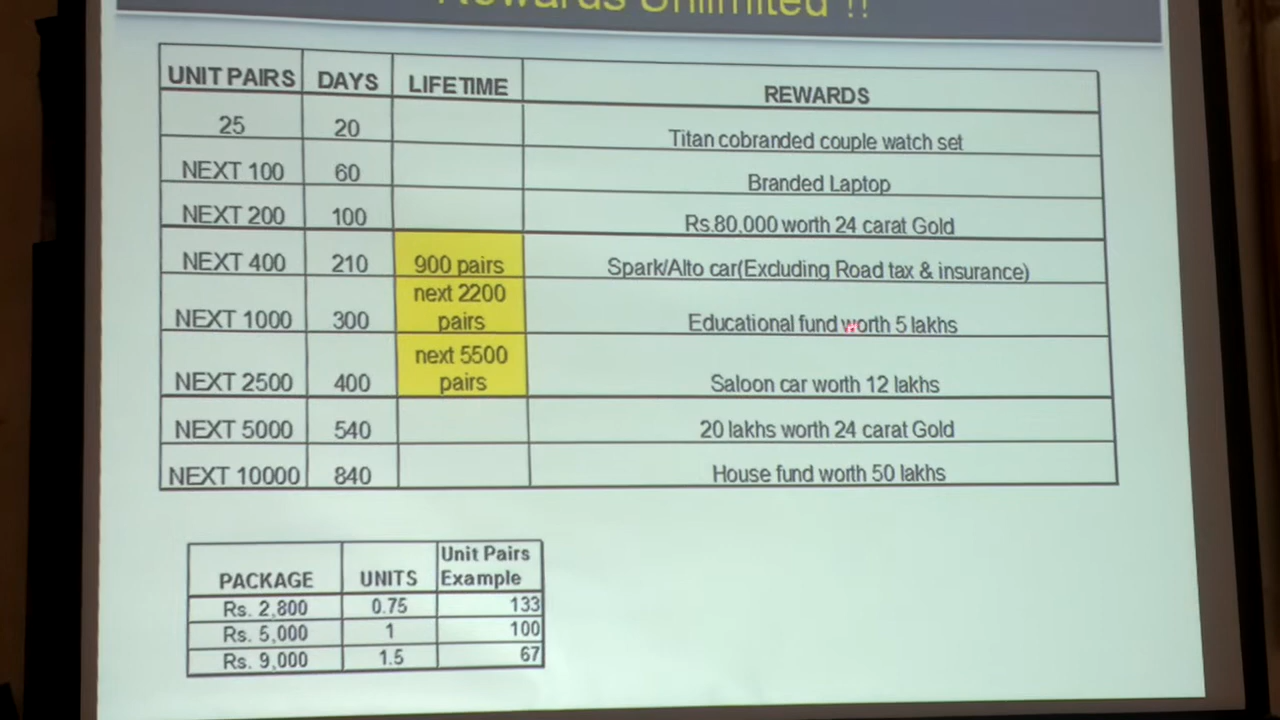 Rewards Unlimited !!
UNIT PAIRS DAYS LIFETIME REWARDS
25 20 Titan cobranded couple watch set
NEXT 100 60 Branded Laptop
NEXT 200 100 Rs.80,000 worth 24 carat Gold
NEXT 400 210 900 pairs Spark/Alto car(Excluding Road tax & insurance)
NEXT 1000 300 next 2200 pairs Educational fund worth 5 lakhs
NEXT 2500 400 next 5500 pairs Saloon car worth 12 lakhs
NEXT 5000 540 20 lakhs worth 24 carat Gold
NEXT 10000 840 House fund worth 50 lakhs
PACKAGE UNITS Unit Pairs Example
Rs. 2,800 0.75 133
Rs. 5,000 1 100
Rs. 9,000 1.5 67